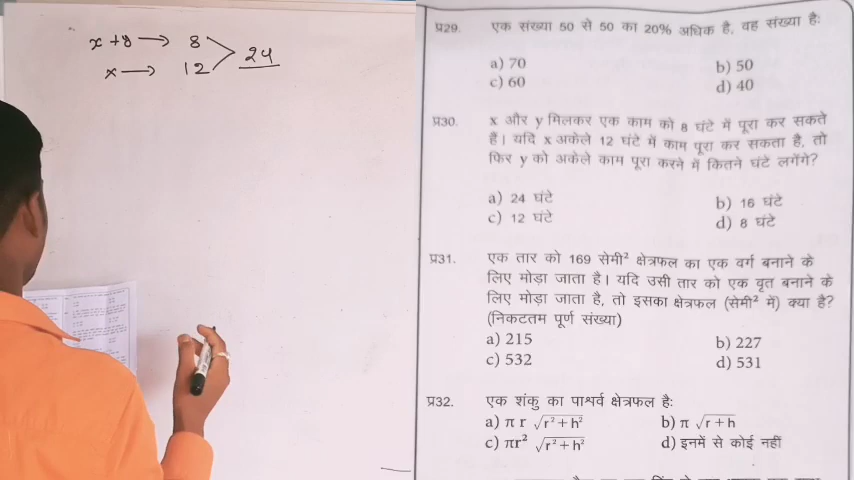 x + y → 8
x → 12
24
प्र29. एक संख्या 50 से 50 का 20% अधिक है, वह संख्या है:
a) 70 b) 50
c) 60 d) 40
प्र30. x और y मिलकर एक काम को 8 घंटे में पूरा कर सकते
हैं। यदि x अकेले 12 घंटे में काम पूरा कर सकता है, तो
फिर y को अकेले काम पूरा करने में कितने घंटे लगेंगे?
a) 24 घंटे b) 16 घंटे
c) 12 घंटे d) 8 घंटे
प्र31. एक तार को 169 सेमी² क्षेत्रफल का एक वर्ग बनाने के
लिए मोड़ा जाता है। यदि उसी तार को एक वृत बनाने के
लिए मोड़ा जाता है, तो इसका क्षेत्रफल (सेमी² में) क्या है?
(निकटतम पूर्ण संख्या)
a) 215 b) 227
c) 532 d) 531
प्र32. एक शंकु का पार्श्व क्षेत्रफल है:
a) π r √r² + h² b) π √r + h
c) πr² √r² + h² d) इनमें से कोई नहीं